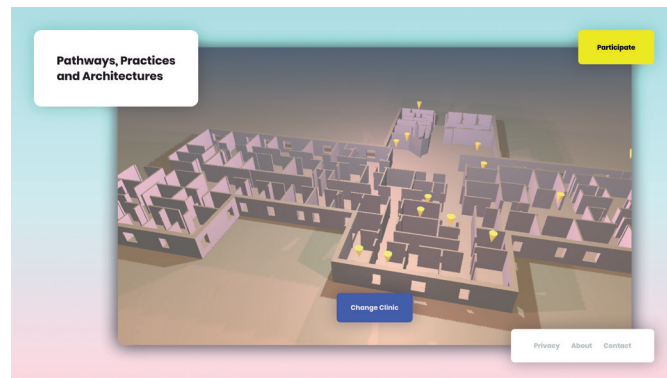 Pathways, Practices
and Architectures
Participate
Change Clinic
Privacy About Contact